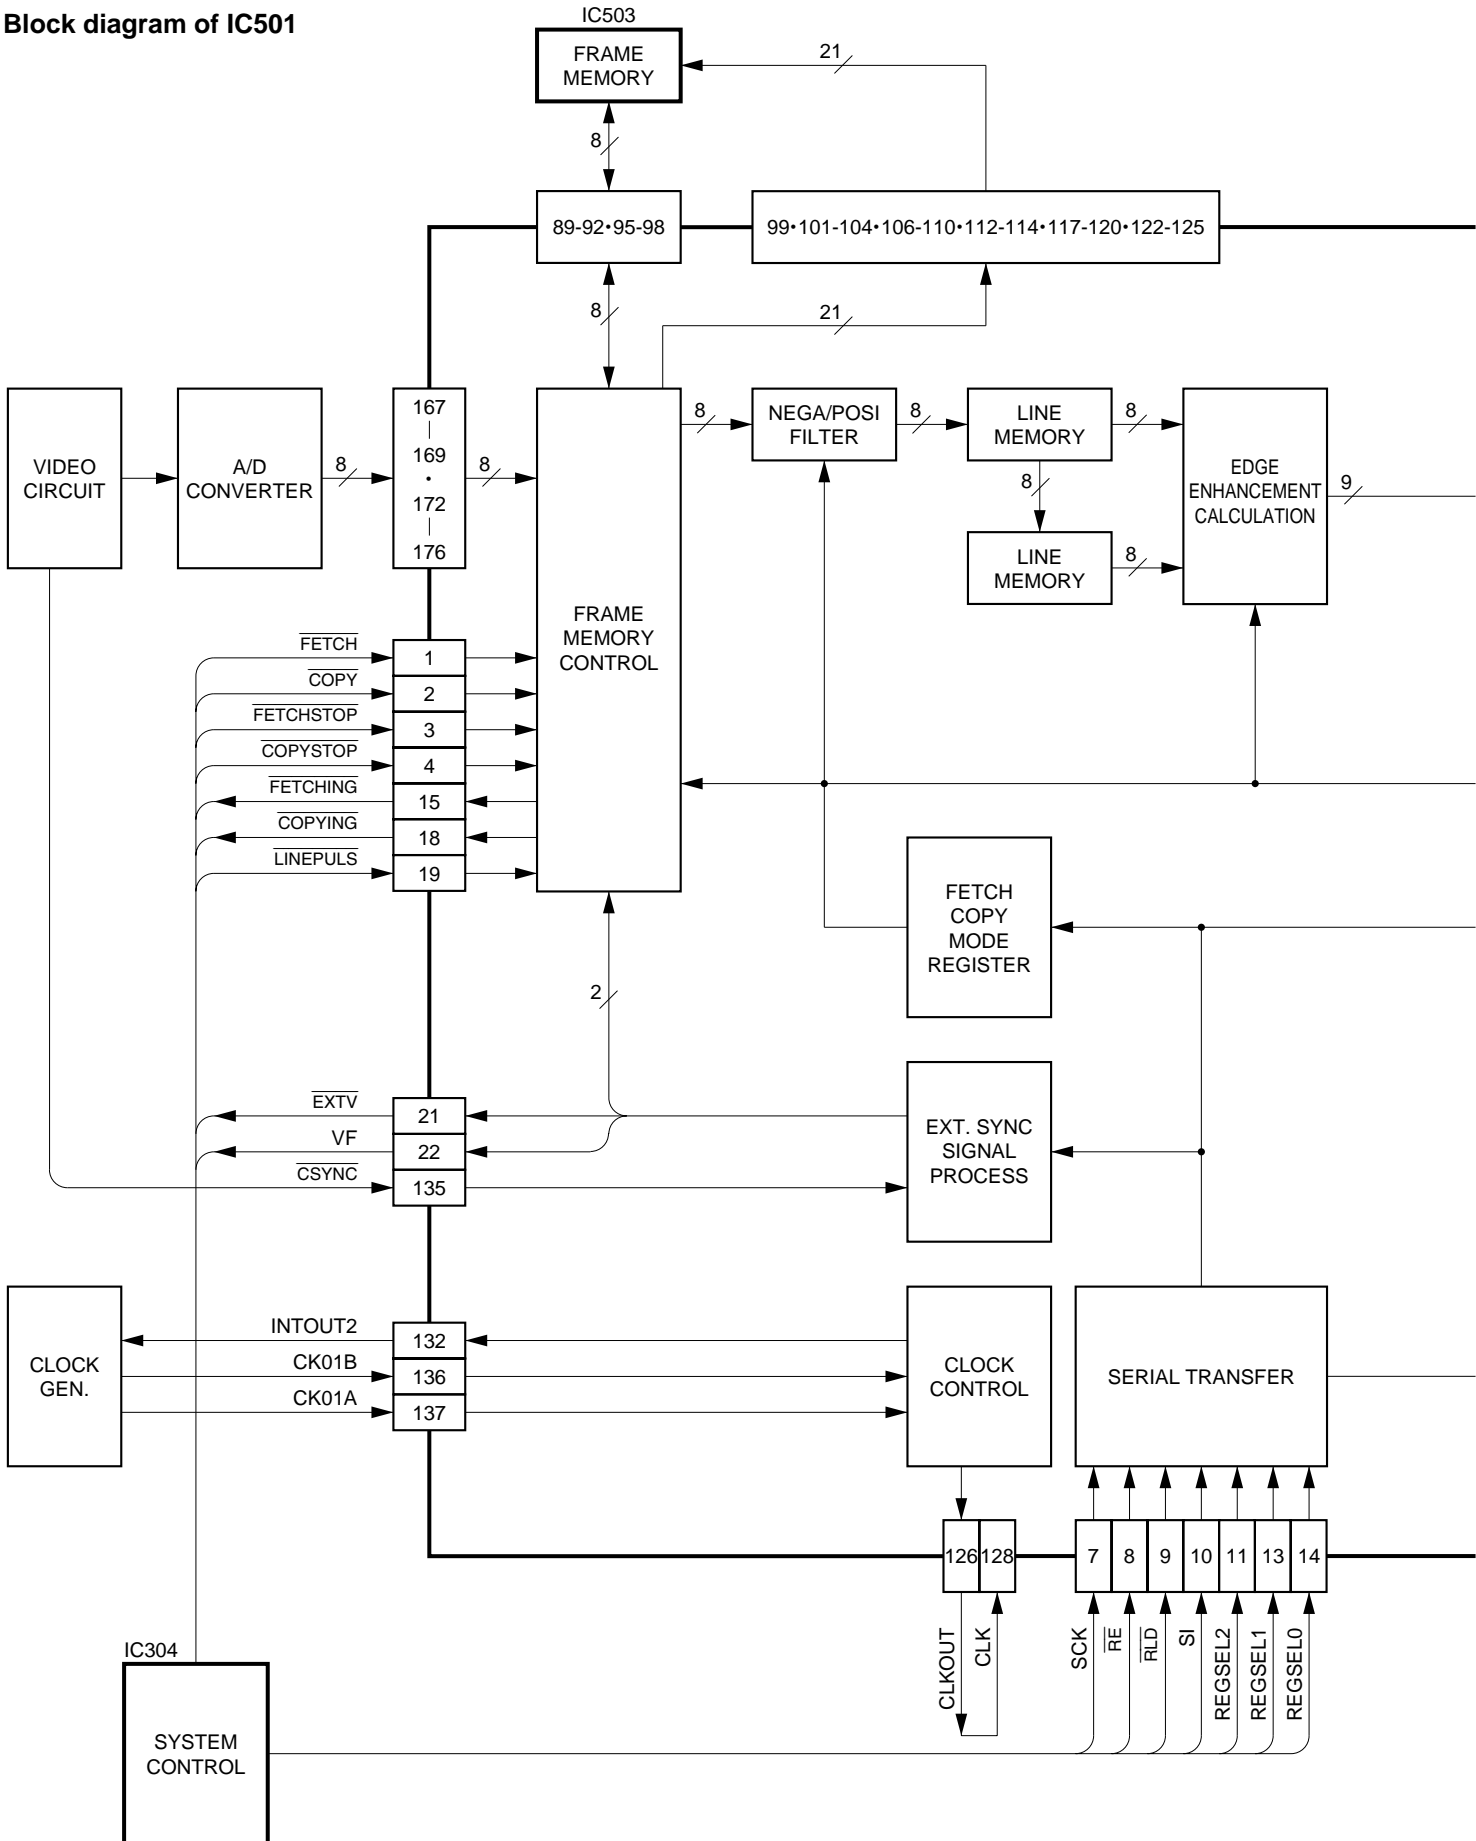 Block diagram of IC501
IC503
FRAME
MEMORY
21
8
89-92•95-98
99•101-104•106-110•112-114•117-120•122-125
8
21
VIDEO
CIRCUIT
A/D
CONVERTER
8
167
|
169
·
172
|
176
8
FRAME
MEMORY
CONTROL
8
NEGA/POSI
FILTER
8
LINE
MEMORY
8
8
LINE
MEMORY
8
EDGE
ENHANCEMENT
CALCULATION
9
FETCH
1
COPY
2
FETCHSTOP
3
COPYSTOP
4
FETCHING
15
COPYING
18
LINEPULS
19
FETCH
COPY
MODE
REGISTER
2
EXTV
21
VF
22
CSYNC
135
EXT. SYNC
SIGNAL
PROCESS
CLOCK
GEN.
INTOUT2
132
CK01B
136
CK01A
137
CLOCK
CONTROL
SERIAL TRANSFER
126
128
7
8
9
10
11
13
14
CLKOUT
CLK
SCK
RE
RLD
SI
REGSEL2
REGSEL1
REGSEL0
IC304
SYSTEM
CONTROL